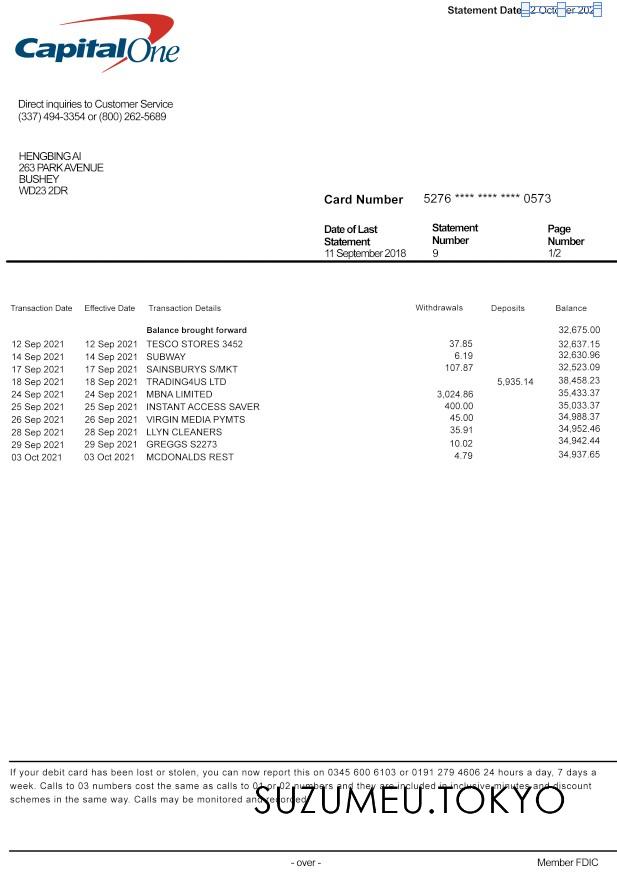 Statement Date 2 October 202
CapitalOne
Direct inquiries to Customer Service
(337) 494-3354 or (800) 262-5689
HENGBING AI
263 PARK AVENUE
BUSHEY
WD23 2DR
Card Number 5276 **** **** **** 0573
Date of Last Statement Page
Statement Number Number
11 September 2018 9 1/2
Transaction Date Effective Date Transaction Details Withdrawals Deposits Balance
Balance brought forward 32,675.00
12 Sep 2021 12 Sep 2021 TESCO STORES 3452 37.85 32,637.15
14 Sep 2021 14 Sep 2021 SUBWAY 6.19 32,630.96
17 Sep 2021 17 Sep 2021 SAINSBURYS S/MKT 107.87 32,523.09
18 Sep 2021 18 Sep 2021 TRADING4US LTD 5,935.14 38,458.23
24 Sep 2021 24 Sep 2021 MBNA LIMITED 3,024.86 35,433.37
25 Sep 2021 25 Sep 2021 INSTANT ACCESS SAVER 400.00 35,033.37
26 Sep 2021 26 Sep 2021 VIRGIN MEDIA PYMTS 45.00 34,988.37
28 Sep 2021 28 Sep 2021 LLYN CLEANERS 35.91 34,952.46
29 Sep 2021 29 Sep 2021 GREGGS S2273 10.02 34,942.44
03 Oct 2021 03 Oct 2021 MCDONALDS REST 4.79 34,937.65
If your debit card has been lost or stolen, you can now report this on 0345 600 6103 or 0191 279 4606 24 hours a day, 7 days a
week. Calls to 03 numbers cost the same as calls to 01 or 02 numbers and they are included in inclusive minutes and discount
schemes in the same way. Calls may be monitored and recorded
SUZUMEU.TOKYO
- over - Member FDIC